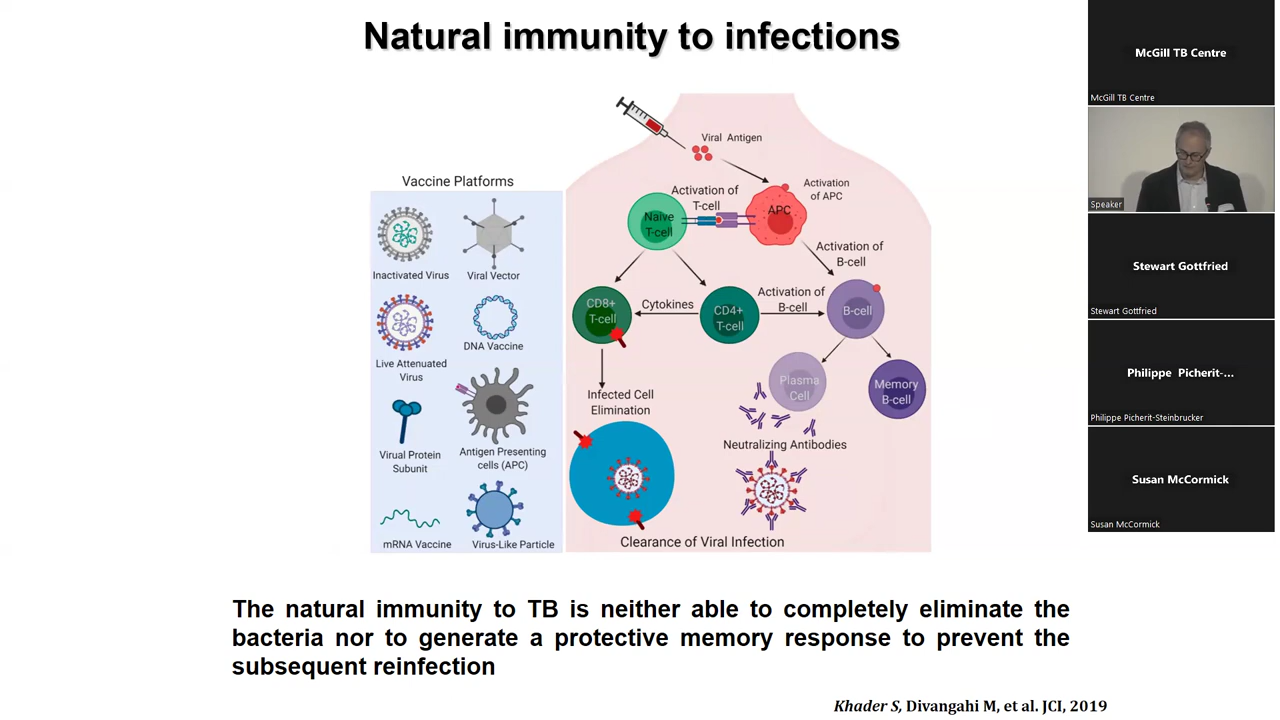 Natural immunity to infections
Vaccine Platforms
Inactivated Virus
Viral Vector
Live Attenuated
Virus
DNA Vaccine
Virual Protein
Subunit
Antigen Presenting
cells (APC)
mRNA Vaccine
Virus-Like Particle
Viral Antigen
Activation of
T-cell
Activation
of APC
Naive
T-cell
APC
Activation of
B-cell
CD8+
T-cell
Cytokines
CD4+
T-cell
Activation of
B-cell
B-cell
Infected Cell
Elimination
Plasma
Cell
Memory
B-cell
Neutralizing Antibodies
Clearance of Viral Infection
The natural immunity to TB is neither able to completely eliminate the
bacteria nor to generate a protective memory response to prevent the
subsequent reinfection
Khader S, Divangahi M, et al. JCI, 2019
McGill TB Centre
McGill TB Centre
Speaker
Stewart Gottfried
Stewart Gottfried
Philippe Picherit-...
Philippe Picherit-Steinbrucker
Susan McCormick
Susan McCormick